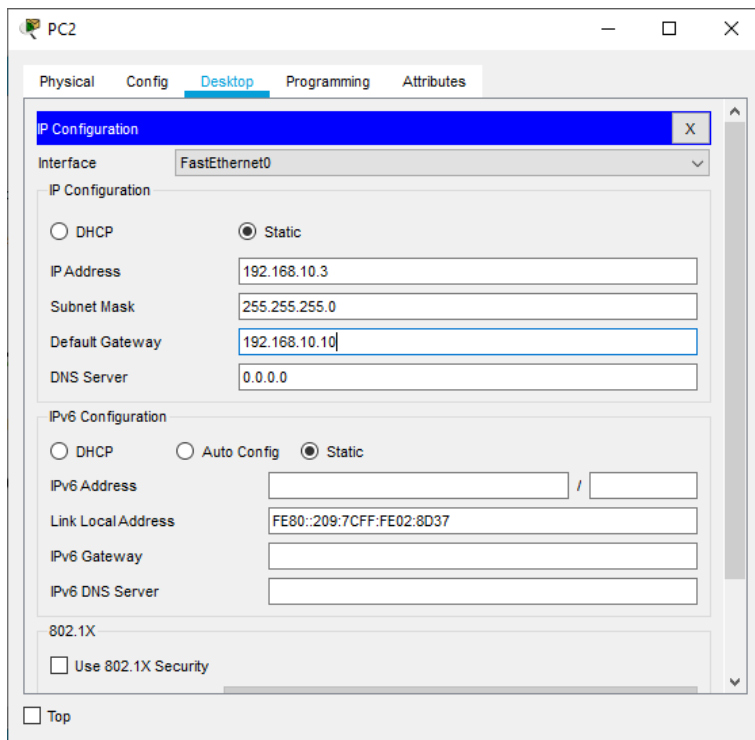 PC2
Physical Config Desktop Programming Attributes
IP Configuration X
Interface FastEthernet0
IP Configuration
DHCP Static
IP Address 192.168.10.3
Subnet Mask 255.255.255.0
Default Gateway 192.168.10.10
DNS Server 0.0.0.0
IPv6 Configuration
DHCP Auto Config Static
IPv6 Address /
Link Local Address FE80::209:7CFF:FE02:8D37
IPv6 Gateway
IPv6 DNS Server
802.1X
Use 802.1X Security
Top